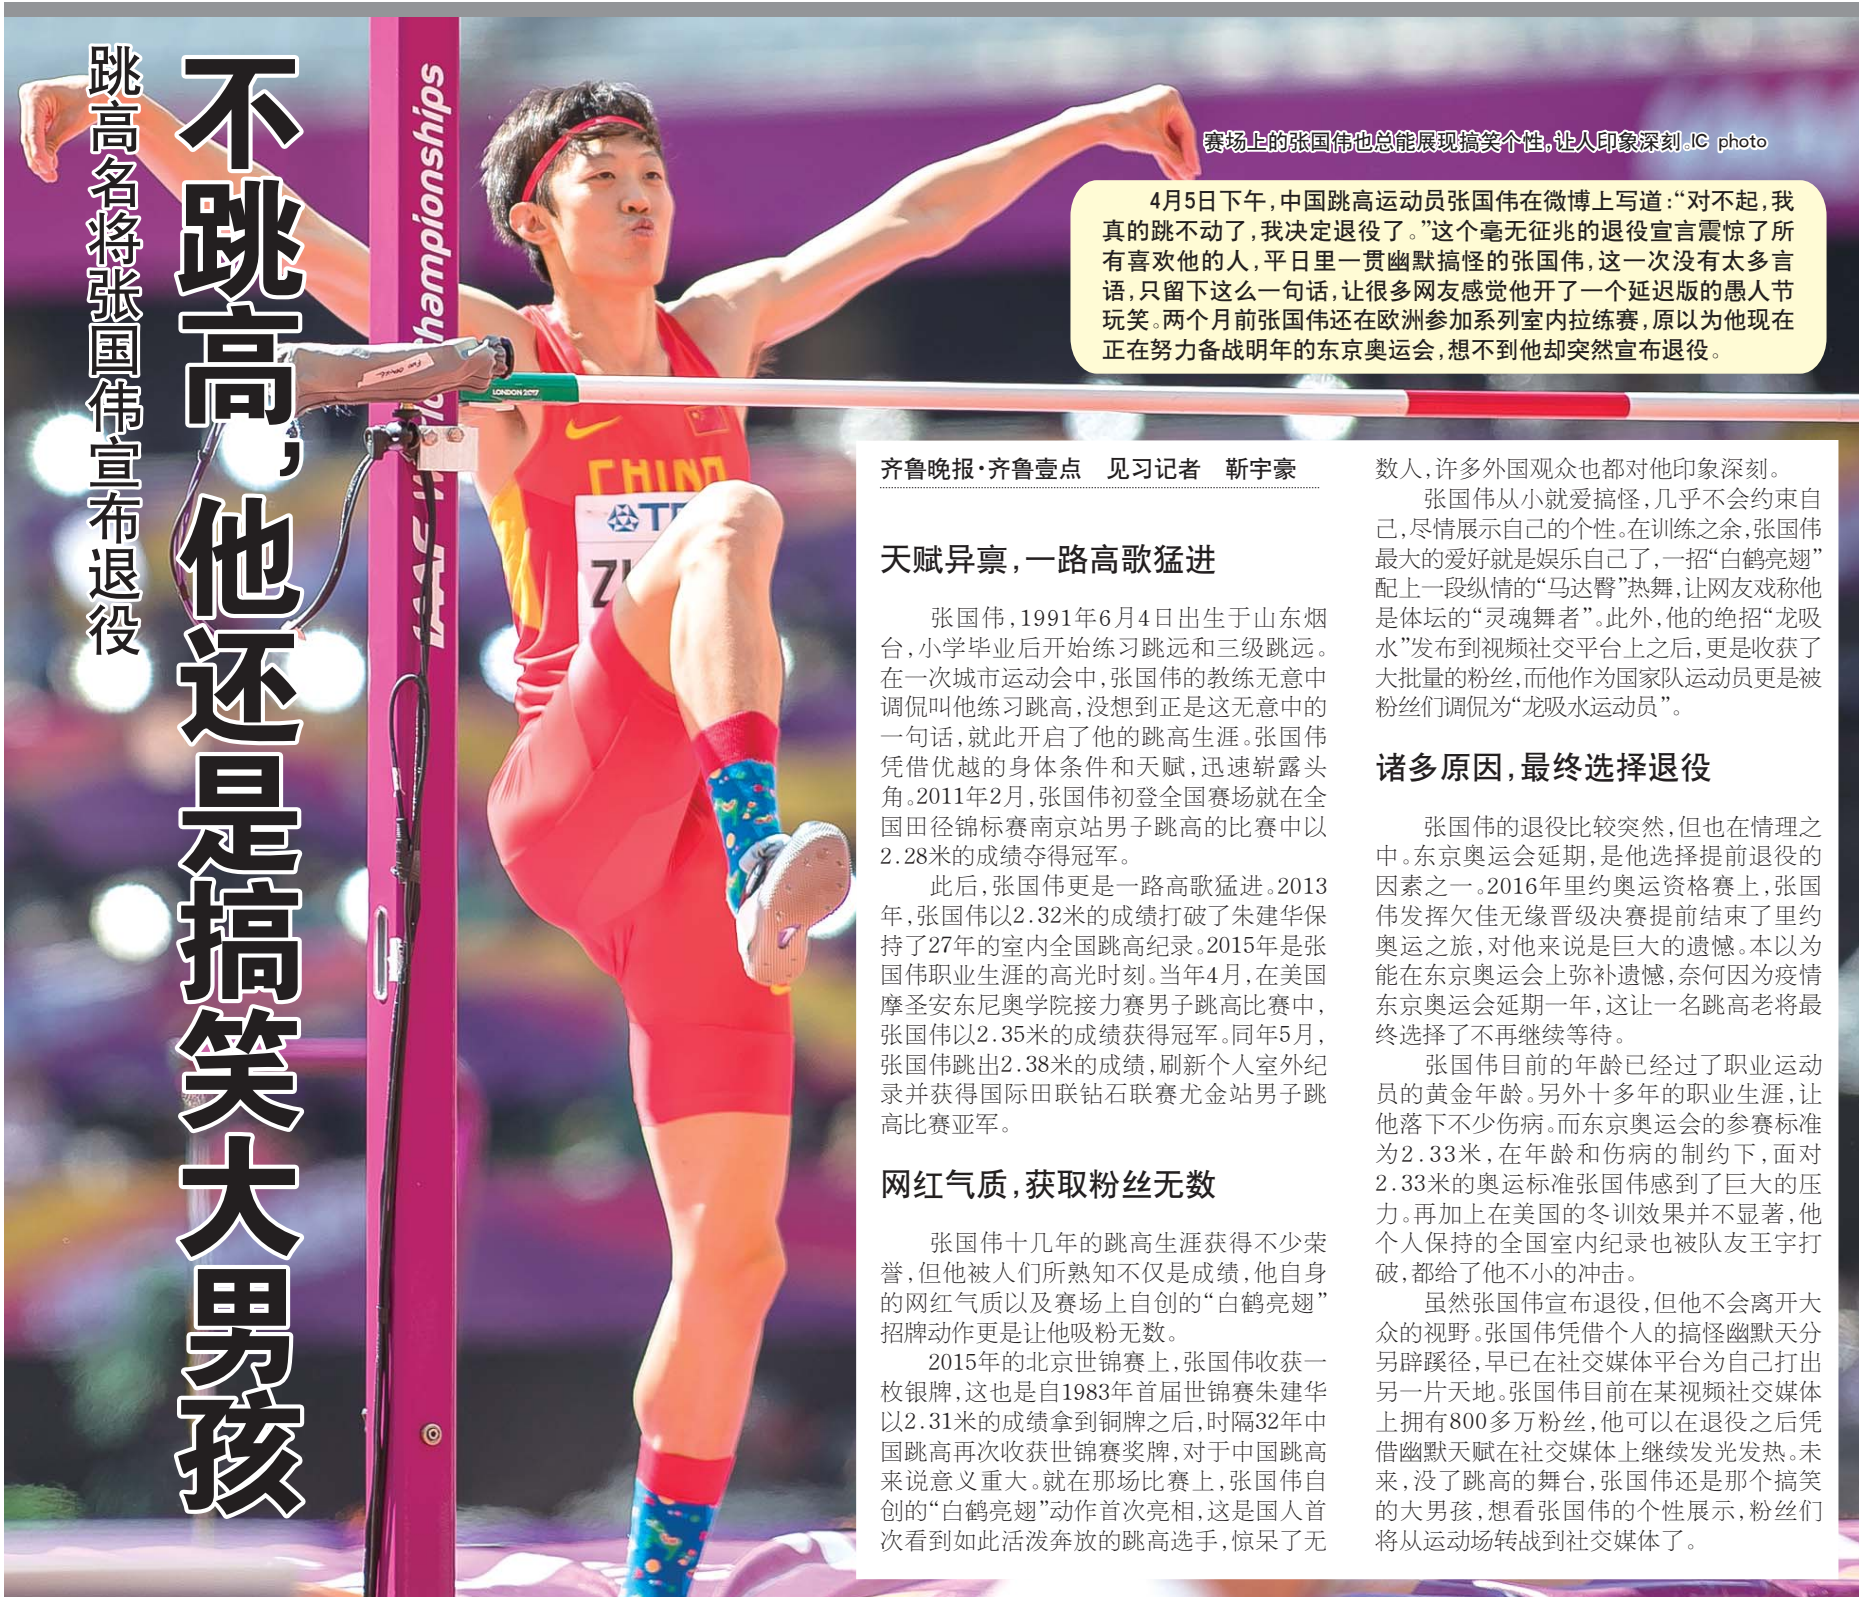 跳高名将张国伟宣布退役
不跳高,他还是搞笑大男孩
IAAF World Championships
赛场上的张国伟也总能展现搞笑个性,让人印象深刻。IC photo
4月5日下午,中国跳高运动员张国伟在微博上写道:“对不起,我
真的跳不动了,我决定退役了。”这个毫无征兆的退役宣言震惊了所
有喜欢他的人,平日里一贯幽默搞怪的张国伟,这一次没有太多言
语,只留下这么一句话,让很多网友感觉他开了一个延迟版的愚人节
玩笑。两个月前张国伟还在欧洲参加系列室内拉练赛,原以为他现在
正在努力备战明年的东京奥运会,想不到他却突然宣布退役。
LONDON 2017
CHINA
齐鲁晚报·齐鲁壹点 见习记者 靳宇豪
天赋异禀,一路高歌猛进
张国伟,1991年6月4日出生于山东烟
台,小学毕业后开始练习跳远和三级跳远。
在一次城市运动会中,张国伟的教练无意中
调侃叫他练习跳高,没想到正是这无意中的
一句话,就此开启了他的跳高生涯。张国伟
凭借优越的身体条件和天赋,迅速崭露头
角。2011年2月,张国伟初登全国赛场就在全
国田径锦标赛南京站男子跳高的比赛中以
2.28米的成绩夺得冠军。
此后,张国伟更是一路高歌猛进。2013
年,张国伟以2.32米的成绩打破了朱建华保
持了27年的室内全国跳高纪录。2015年是张
国伟职业生涯的高光时刻。当年4月,在美国
摩圣安东尼奥学院接力赛男子跳高比赛中,
张国伟以2.35米的成绩获得冠军。同年5月,
张国伟跳出2.38米的成绩,刷新个人室外纪
录并获得国际田联钻石联赛尤金站男子跳
高比赛亚军。
网红气质,获取粉丝无数
张国伟十几年的跳高生涯获得不少荣
誉,但他被人们所熟知不仅是成绩,他自身
的网红气质以及赛场上自创的“白鹤亮翅”
招牌动作更是让他吸粉无数。
2015年的北京世锦赛上,张国伟收获一
枚银牌,这也是自1983年首届世锦赛朱建华
以2.31米的成绩拿到铜牌之后,时隔32年中
国跳高再次收获世锦赛奖牌,对于中国跳高
来说意义重大。就在那场比赛上,张国伟自
创的“白鹤亮翅”动作首次亮相,这是国人首
次看到如此活泼奔放的跳高选手,惊呆了无
数人,许多外国观众也都对他印象深刻。
张国伟从小就爱搞怪,几乎不会约束自
己,尽情展示自己的个性。在训练之余,张国伟
最大的爱好就是娱乐自己了,一招“白鹤亮翅”
配上一段纵情的“马达臀”热舞,让网友戏称他
是体坛的“灵魂舞者”。此外,他的绝招“龙吸
水”发布到视频社交平台上之后,更是收获了
大批量的粉丝,而他作为国家队运动员更是被
粉丝们调侃为“龙吸水运动员”。
诸多原因,最终选择退役
张国伟的退役比较突然,但也在情理之
中。东京奥运会延期,是他选择提前退役的
因素之一。2016年里约奥运资格赛上,张国
伟发挥欠佳无缘晋级决赛提前结束了里约
奥运之旅,对他来说是巨大的遗憾。本以为
能在东京奥运会上弥补遗憾,奈何因为疫情
东京奥运会延期一年,这让一名跳高老将最
终选择了不再继续等待。
张国伟目前的年龄已经过了职业运动
员的黄金年龄。另外十多年的职业生涯,让
他落下不少伤病。而东京奥运会的参赛标准
为2.33米,在年龄和伤病的制约下,面对
2.33米的奥运标准张国伟感到了巨大的压
力。再加上在美国的冬训效果并不显著,他
个人保持的全国室内纪录也被队友王宇打
破,都给了他不小的冲击。
虽然张国伟宣布退役,但他不会离开大
众的视野。张国伟凭借个人的搞怪幽默天分
另辟蹊径,早已在社交媒体平台为自己打出
另一片天地。张国伟目前在某视频社交媒体
上拥有800多万粉丝,他可以在退役之后凭
借幽默天赋在社交媒体上继续发光发热。未
来,没了跳高的舞台,张国伟还是那个搞笑
的大男孩,想看张国伟的个性展示,粉丝们
将从运动场转战到社交媒体了。